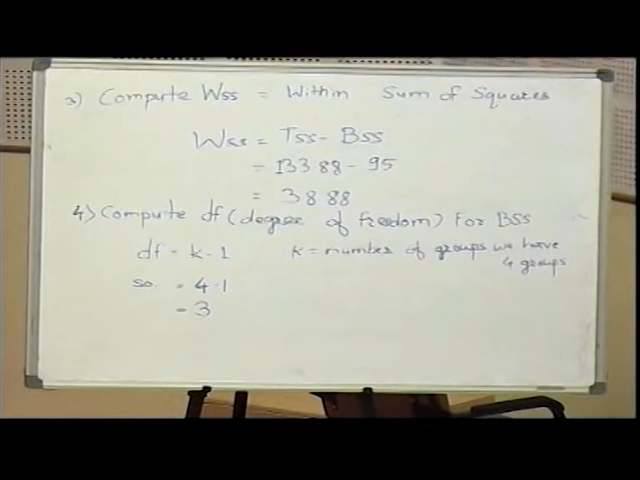 3) Compute Wss = Within Sum of Squares
Wss = Tss - Bss
= 133 88 - 95
= 38 88
4) Compute df (degree of freedom) For Bss
df = k - 1 k = number of groups we have
4 groups
so = 4 - 1
= 3